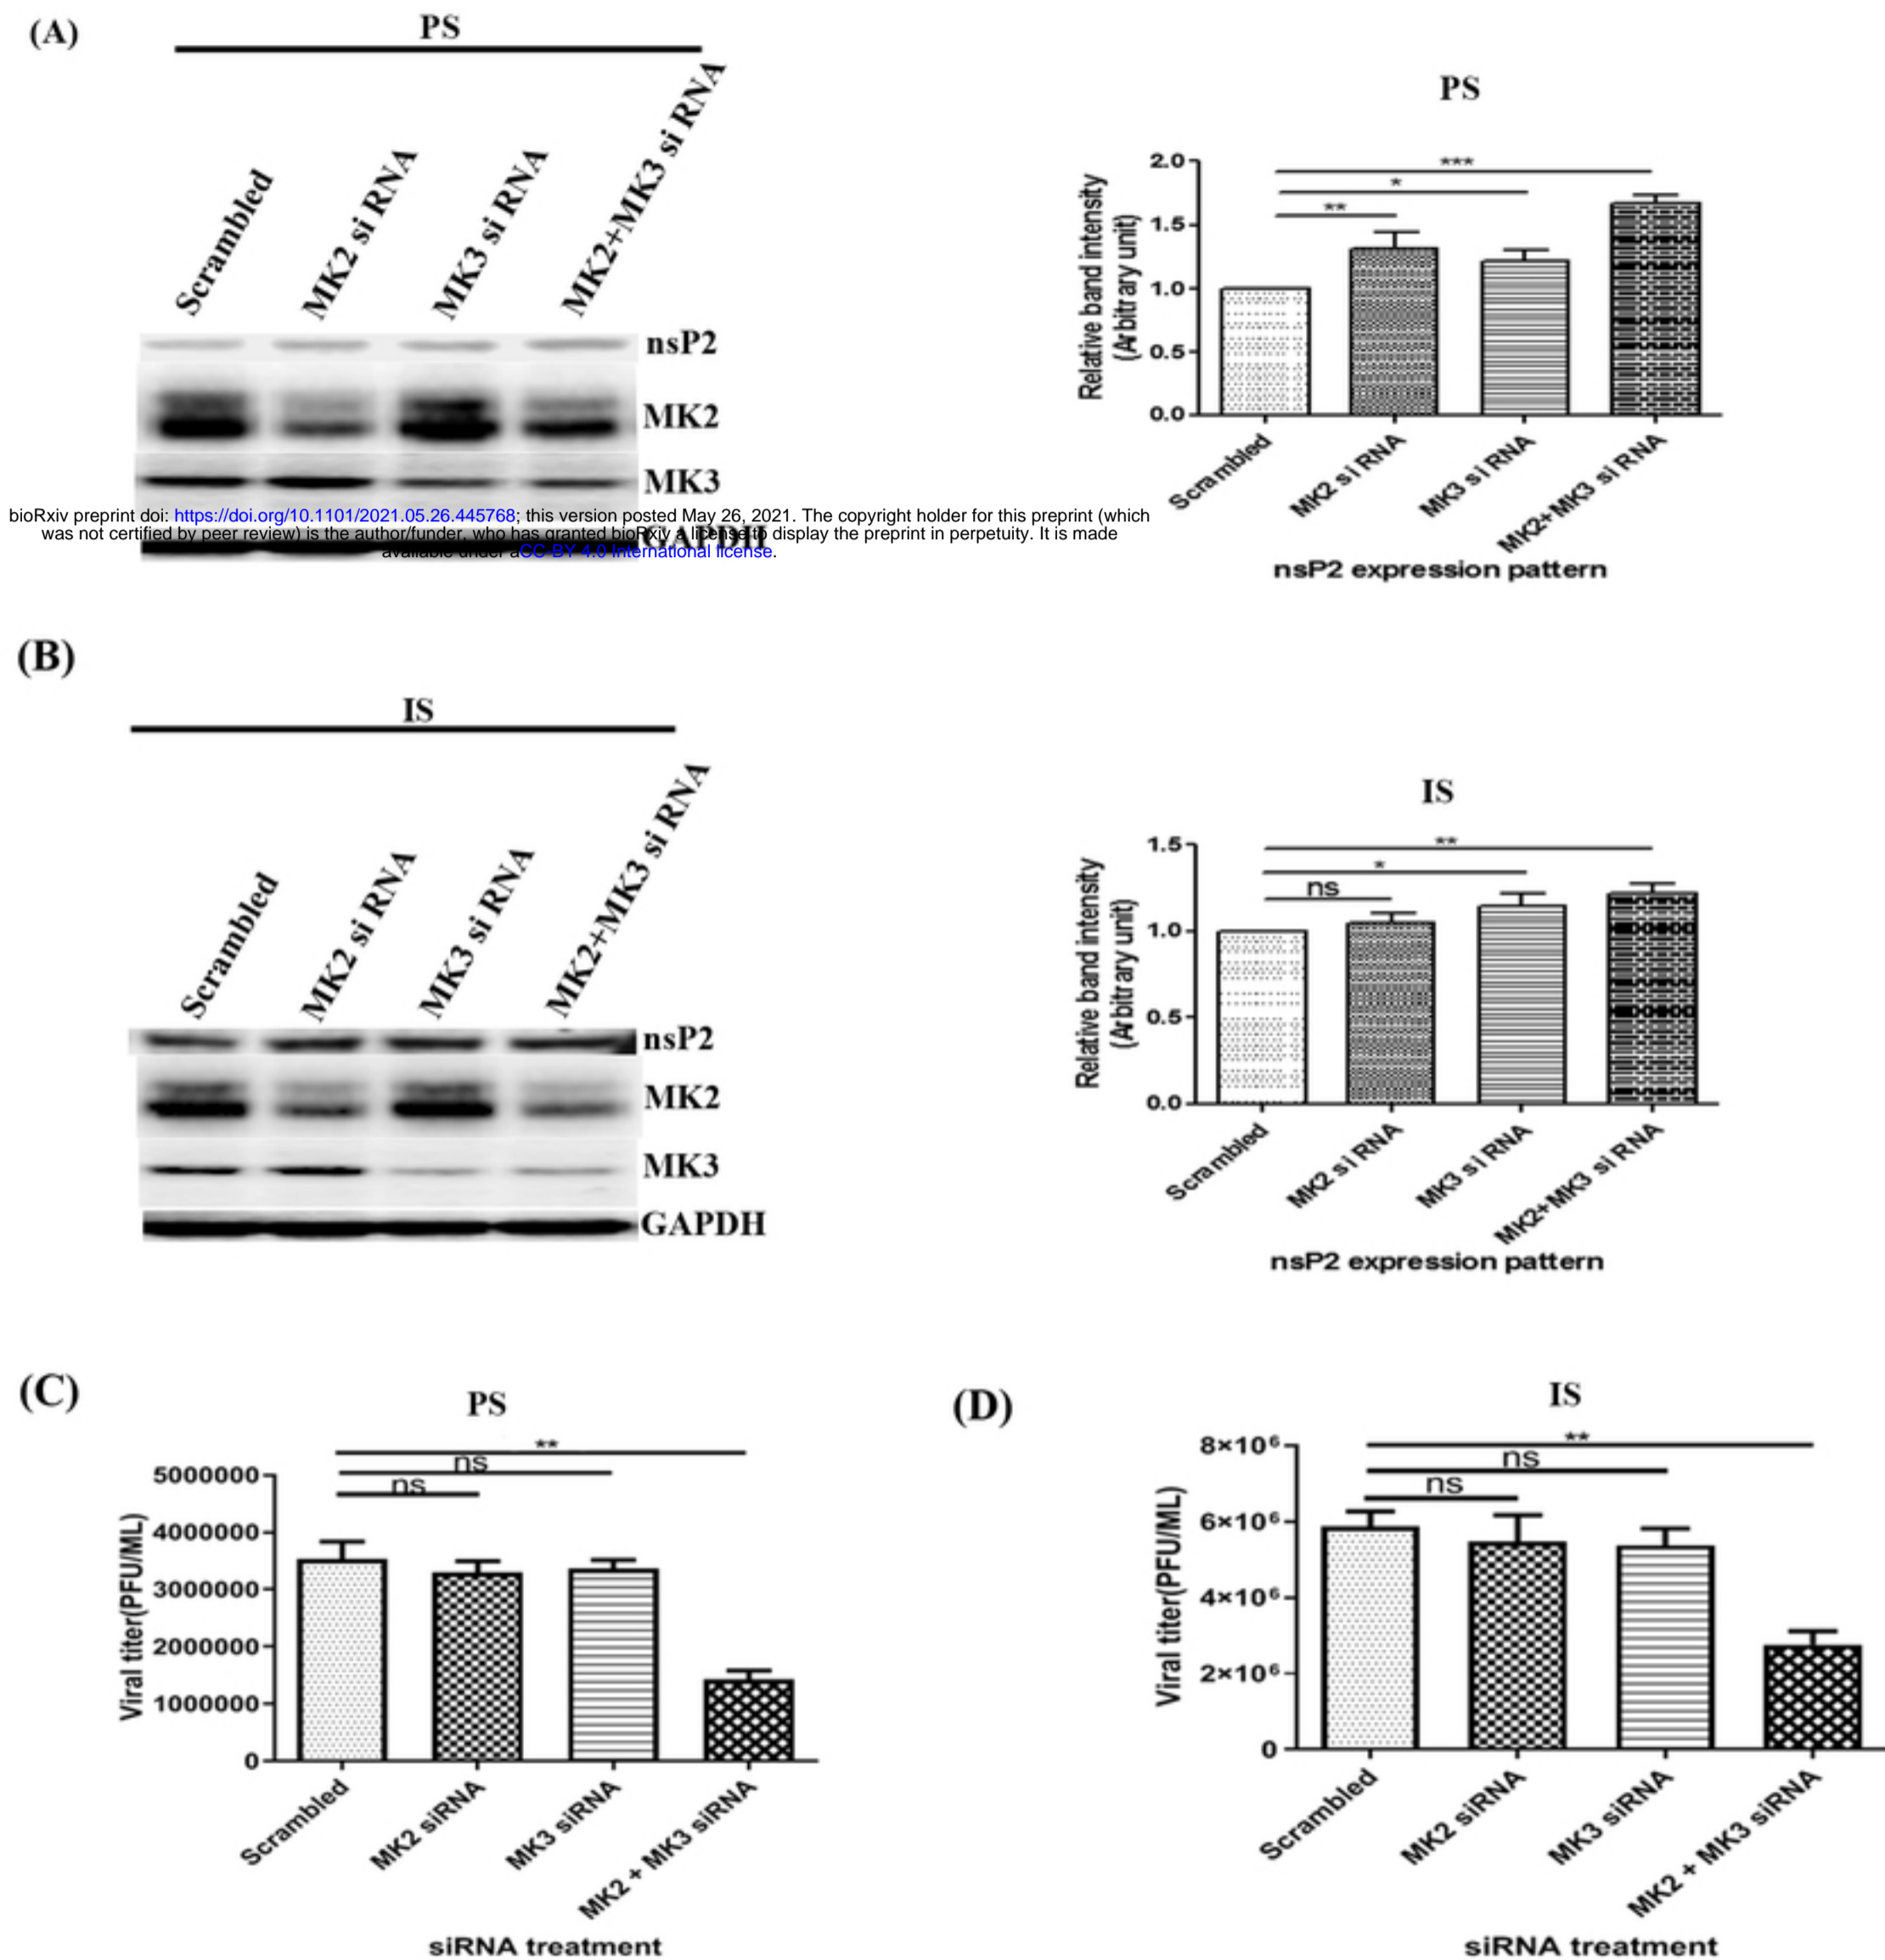 (A)
PS
Scrambled
MK2 si RNA
MK3 si RNA
MK2+MK3 si RNA
nsP2
MK2
MK3
GAPDH
bioRxiv preprint doi: https://doi.org/10.1101/2021.05.26.445768; this version posted May 26, 2021. The copyright holder for this preprint (which
was not certified by peer review) is the author/funder, who has granted bioRxiv a license to display the preprint in perpetuity. It is made
available under aCC-BY 4.0 International license.
PS
Relative band intensity
(Arbitrary unit)
2.0
1.5
1.0
0.5
0.0
***
*
**
Scrambled
MK2 si RNA
MK3 si RNA
MK2+MK3 si RNA
nsP2 expression pattern
(B)
IS
Scrambled
MK2 si RNA
MK3 si RNA
MK2+MK3 si RNA
nsP2
MK2
MK3
GAPDH
IS
Relative band intensity
(Arbitrary unit)
1.5
1.0
0.5
0.0
**
*
ns
Scrambled
MK2 si RNA
MK3 si RNA
MK2+MK3 si RNA
nsP2 expression pattern
(C)
PS
Viral titer(PFU/ML)
5000000
4000000
3000000
2000000
1000000
0
**
ns
ns
Scrambled
MK2 siRNA
MK3 siRNA
MK2 + MK3 siRNA
siRNA treatment
(D)
IS
Viral titer(PFU/ML)
8×10⁶
6×10⁶
4×10⁶
2×10⁶
0
**
ns
ns
Scrambled
MK2 siRNA
MK3 siRNA
MK2 + MK3 siRNA
siRNA treatment